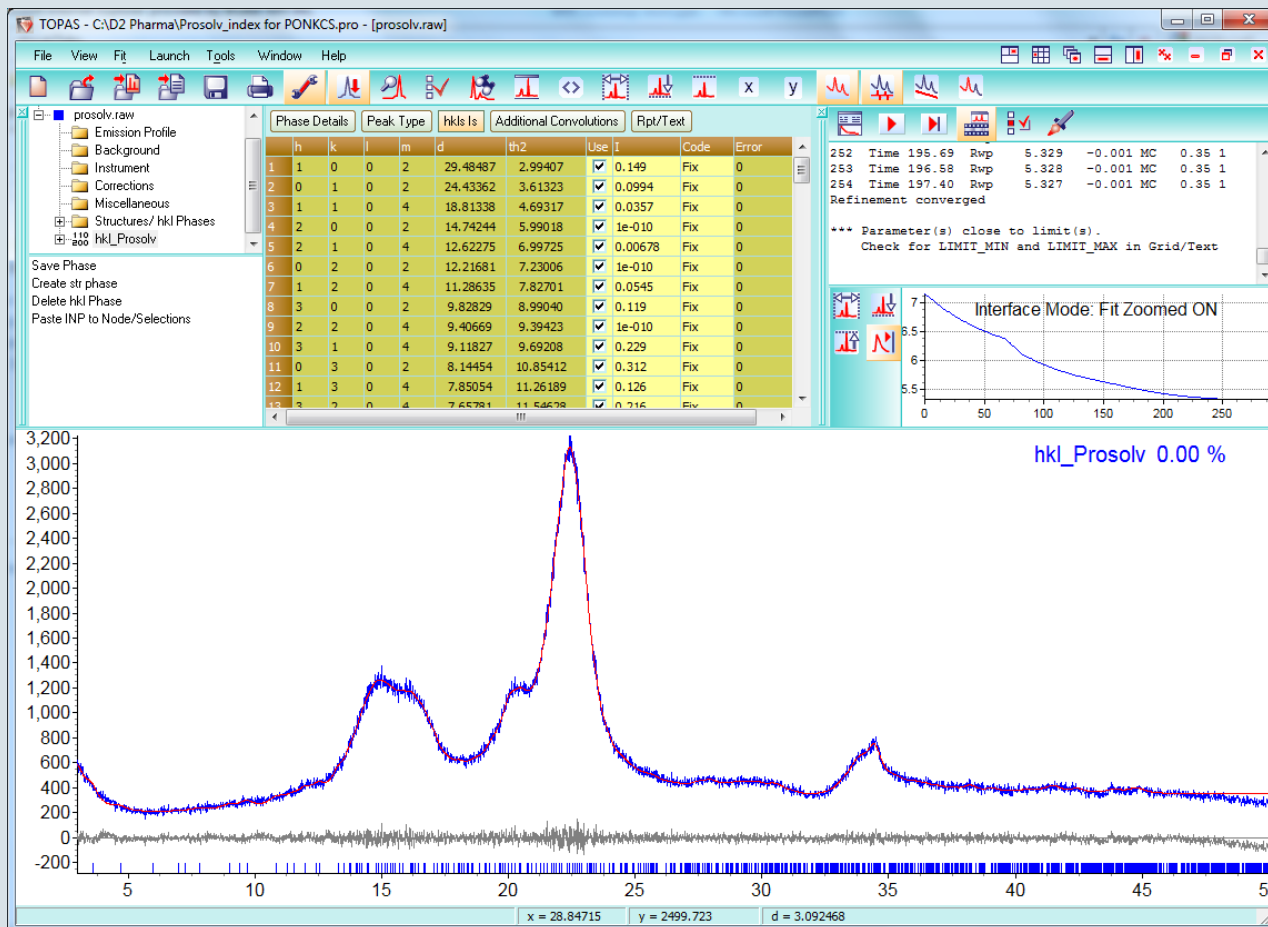 TOPAS - C:\D2 Pharma\Prosolv_index for PONKCS.pro - [prosolv.raw]
File View Fit Launch Tools Window Help
x y
prosolv.raw
Emission Profile
Background
Instrument
Corrections
Miscellaneous
Structures/ hkl Phases
hkl_Prosolv
Save Phase
Create str phase
Delete hkl Phase
Paste INP to Node/Selections
Phase Details Peak Type hkls Is Additional Convolutions Rpt/Text
h k l m d th2 Use I Code Error
1 1 0 0 2 29.48487 2.99407 0.149 Fix 0
2 0 1 0 2 24.43362 3.61323 0.0994 Fix 0
3 1 1 0 4 18.81338 4.69317 0.0357 Fix 0
4 2 0 0 2 14.74244 5.99018 1e-010 Fix 0
5 2 1 0 4 12.62275 6.99725 0.00678 Fix 0
6 0 2 0 2 12.21681 7.23006 1e-010 Fix 0
7 1 2 0 4 11.28635 7.82701 0.0545 Fix 0
8 3 0 0 2 9.82829 8.99040 0.119 Fix 0
9 2 2 0 4 9.40669 9.39423 1e-010 Fix 0
10 3 1 0 4 9.11827 9.69208 0.229 Fix 0
11 0 3 0 2 8.14454 10.85412 0.312 Fix 0
12 1 3 0 4 7.85054 11.26189 0.126 Fix 0
13 3 2 0 4 7.65781 11.54628 0.216 Fix 0
252 Time 195.69 Rwp 5.329 -0.001 MC 0.35 1
253 Time 196.58 Rwp 5.328 -0.001 MC 0.35 1
254 Time 197.40 Rwp 5.327 -0.001 MC 0.35 1
Refinement converged
*** Parameter(s) close to limit(s).
Check for LIMIT_MIN and LIMIT_MAX in Grid/Text
Interface Mode: Fit Zoomed ON
7
6.5
6
5.5
0 50 100 150 200 250
hkl_Prosolv 0.00 %
3,200
3,000
2,800
2,600
2,400
2,200
2,000
1,800
1,600
1,400
1,200
1,000
800
600
400
200
0
-200
5 10 15 20 25 30 35 40 45 5
x = 28.84715 y = 2499.723 d = 3.092468